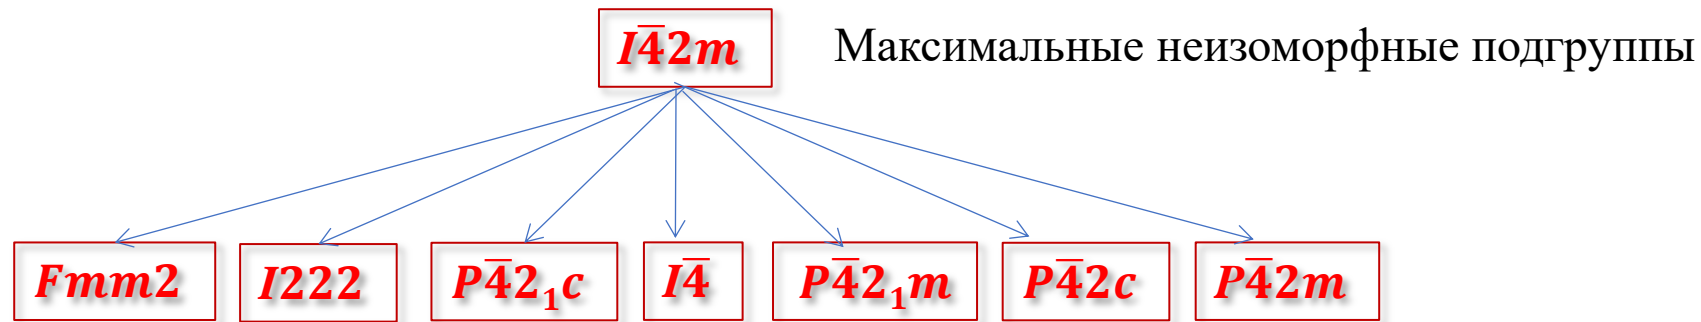 I4̅2m Максимальные неизоморфные подгруппы
Fmm2 I222 P4̅2₁c I4̅ P4̅2₁m P4̅2c P4̅2m